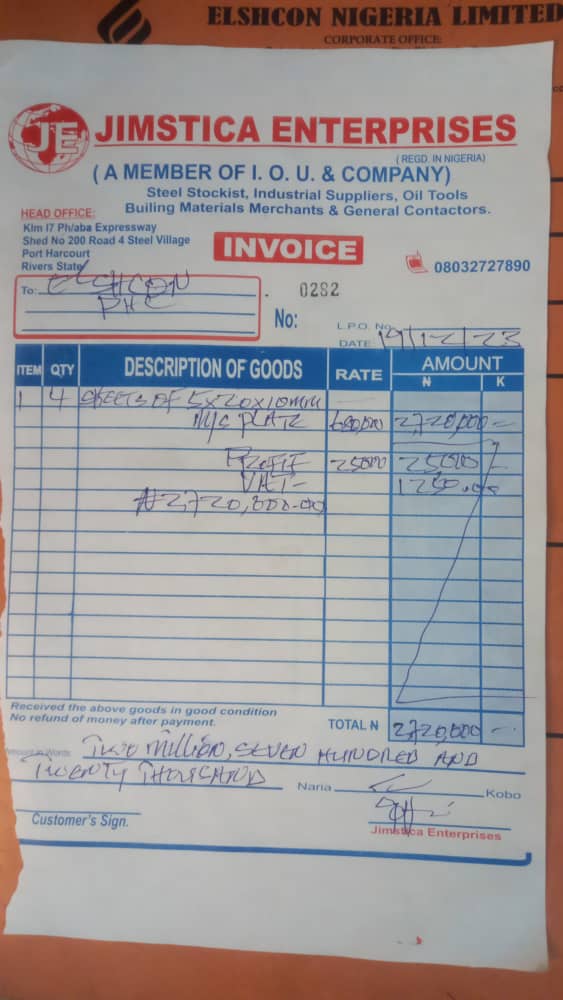 ELSHCON NIGERIA LIMITED
CORPORATE OFFICE:
JE
JIMSTICA ENTERPRISES
(REGD. IN NIGERIA)
( A MEMBER OF I. O. U. & COMPANY)
Steel Stockist, Industrial Suppliers, Oil Tools
Builing Materials Merchants & General Contactors.
HEAD OFFICE:
Klm I7 Ph/aba Expressway
Shed No 200 Road 4 Steel Village
Port Harcourt
Rivers State
INVOICE
08032727890
To: ELSHCON
PHC
0282
No:
L.P.O. No
DATE 19/12/23
ITEM QTY DESCRIPTION OF GOODS RATE AMOUNT
₦ K
1 4 SHEETS OF 5x20x10mm
M/S PLATE 680,000 2,720,000 =
25000 25000
VAT - 1250.00
₦2,720,000.00
Received the above goods in good condition
No refund of money after payment.
TOTAL ₦ 2720,000 =
Amount in Words Two Million, SEVEN HUNDRED AND
TWENTY THOUSAND Naria Kobo
Customer's Sign.
Jimstica Enterprises